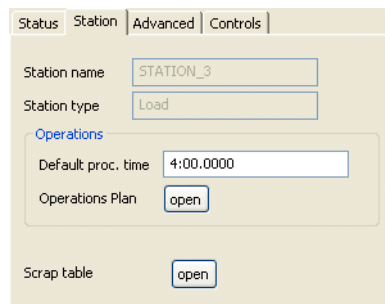 Status Station Advanced Controls
Station name STATION_3
Station type Load
Operations
Default proc. time 4:00.0000
Operations Plan open
Scrap table open